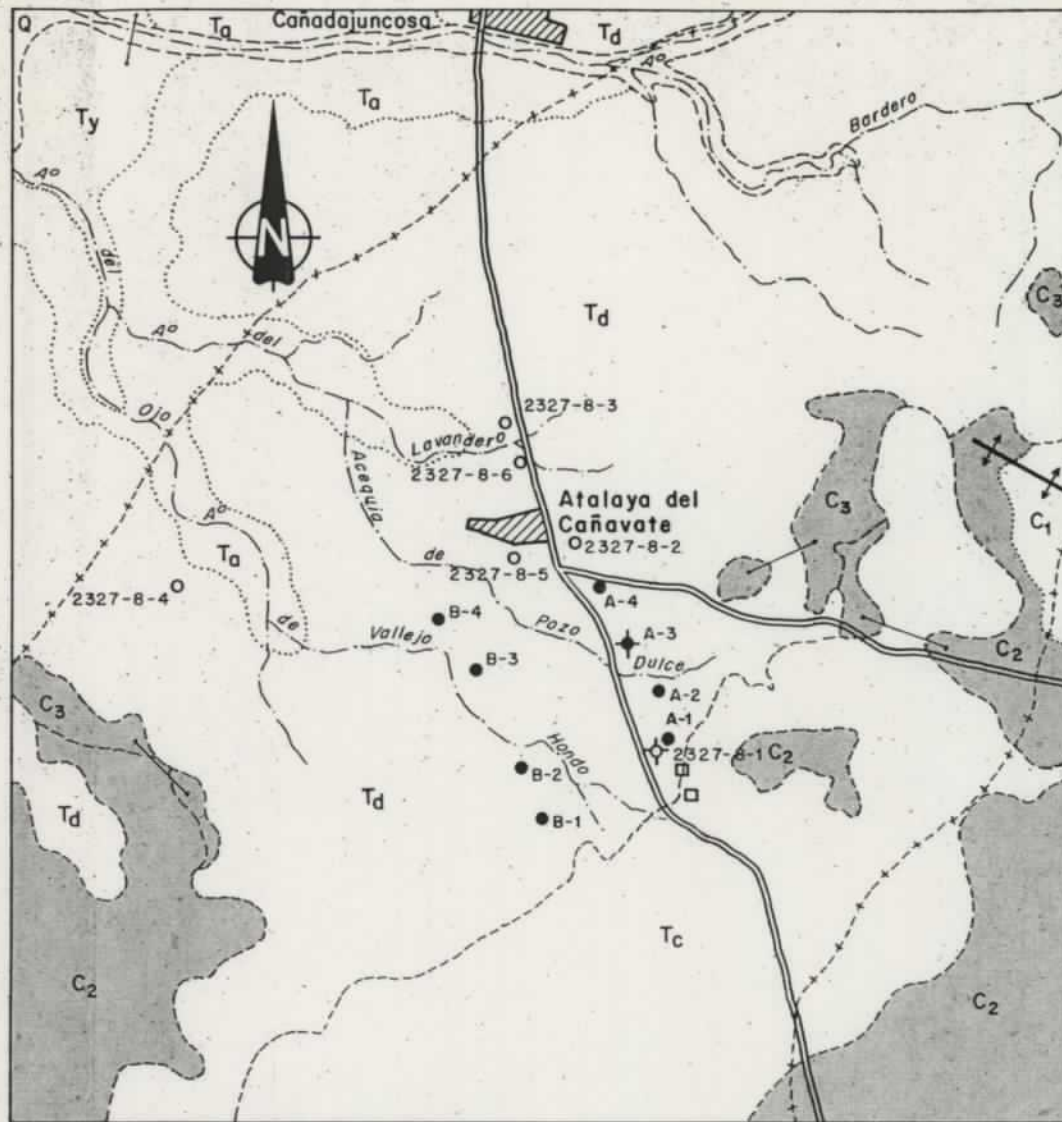 Q
Ta
Cañadajuncosa
Td
Aº
Ta
Ty
Bardero
Aº
del
N
C3
Aº
del
Td
Ojo
2327-8-3
Lavandero
2327-8-6
Acequia
C3
C1
Atalaya del
Cañavate
2327-8-2
Aº
Ta
de
2327-8-5
2327-8-4
A-4
de
Vallejo
B-4
Pozo
A-3
C2
Dulce
B-3
A-2
C3
A-1
2327-8-1
C2
Hondo
B-2
Td
Td
B-1
Tc
C2
C2